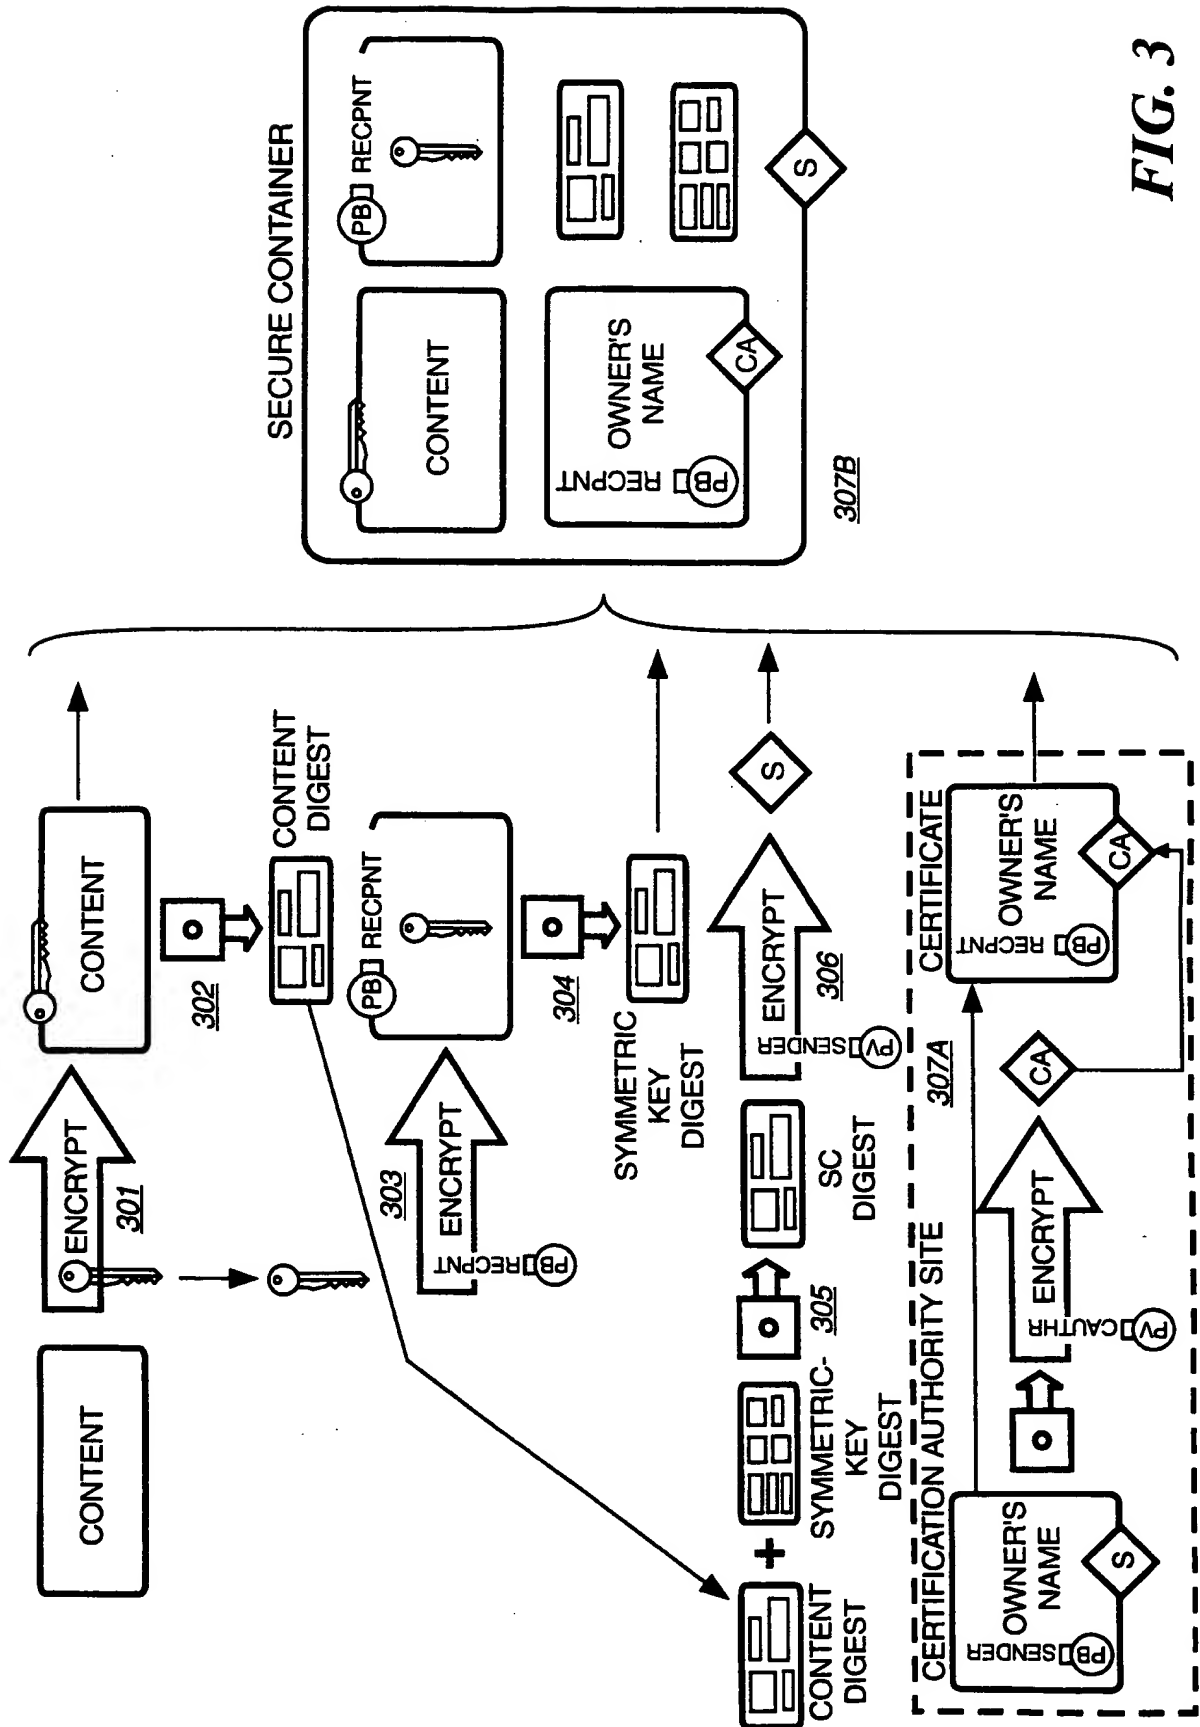 CONTENT
ENCRYPT
301
CONTENT
302
CONTENT
DIGEST
303
ENCRYPT
PB RECPNT
PB RECPNT
304
SYMMETRIC
KEY
DIGEST
CONTENT
DIGEST
+
SYMMETRIC-
KEY
DIGEST
305
SC
DIGEST
ENCRYPT
PV SENDER
306
S
CERTIFICATION AUTHORITY SITE
307A
CERTIFICATE
OWNER'S
NAME
PB SENDER
S
ENCRYPT
PV CAUTHR
CA
OWNER'S
NAME
PB RECPNT
CA
SECURE CONTAINER
CONTENT
PB RECPNT
OWNER'S
NAME
PB RECPNT
CA
S
307B
FIG. 3